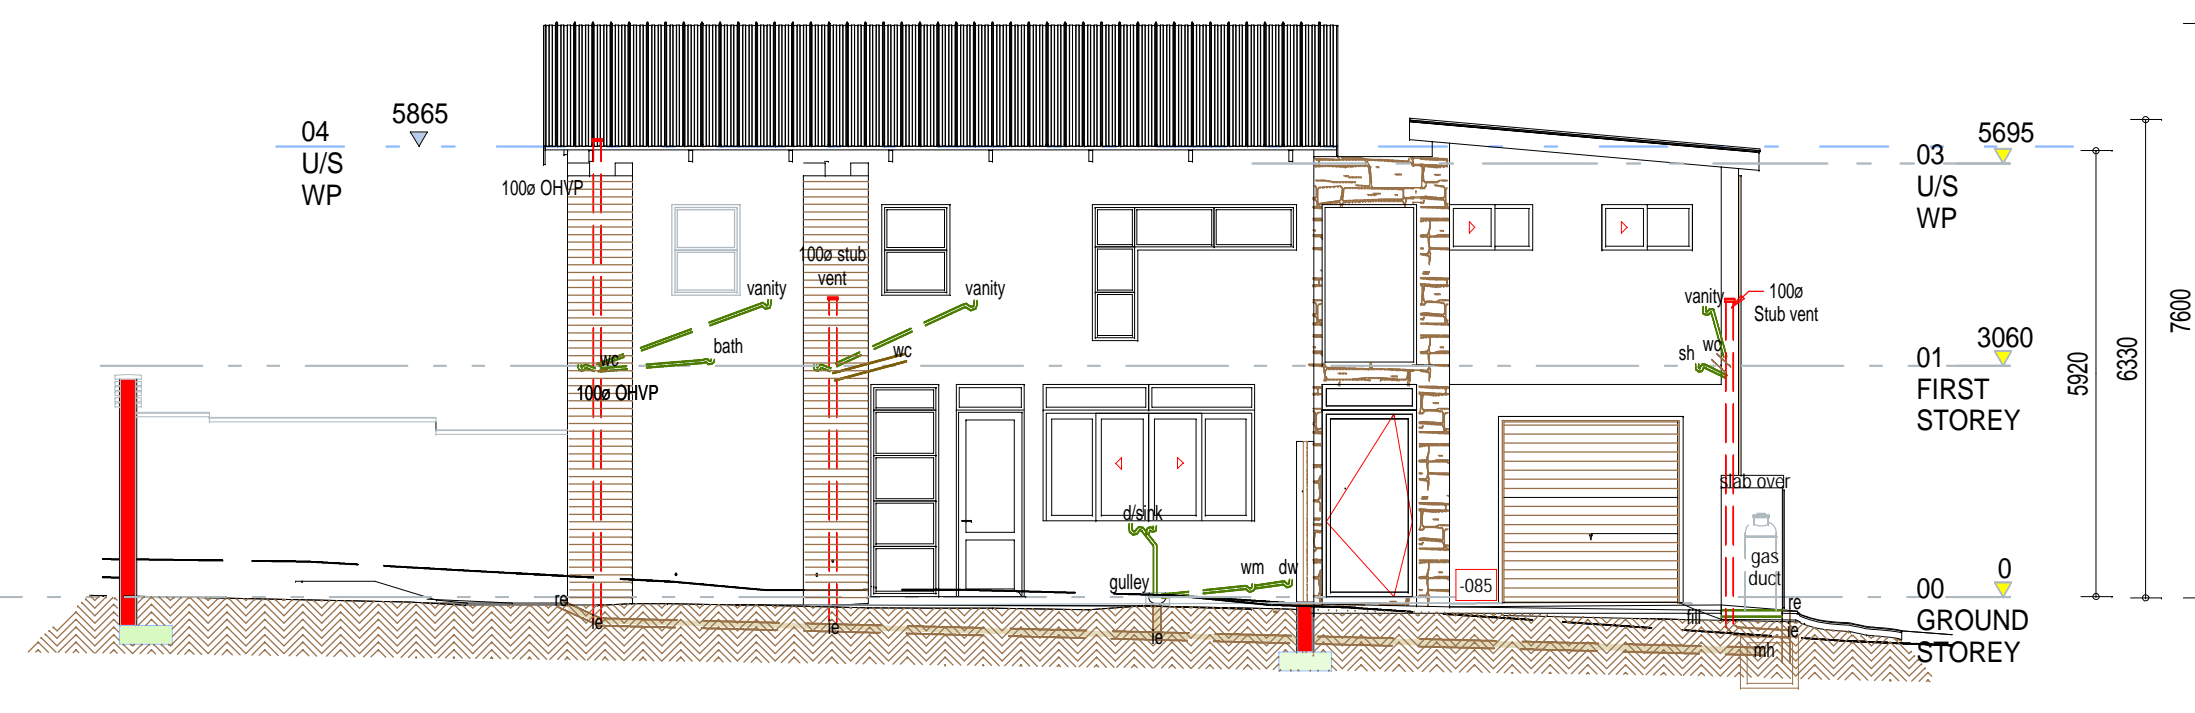 04
U/S
WP
5865
100ø OHVP
100ø stub
vent
vanity
vanity
wc
bath
wc
100ø OHVP
vanity
100ø
Stub vent
sh
wc
03
U/S
WP
5695
01
FIRST
STOREY
3060
00
GROUND
STOREY
0
5920
6330
7600
slab over
gas
duct
d/sink
gulley
wm
dw
-085
re
ie
ie
ie
fill
re
ie
mh